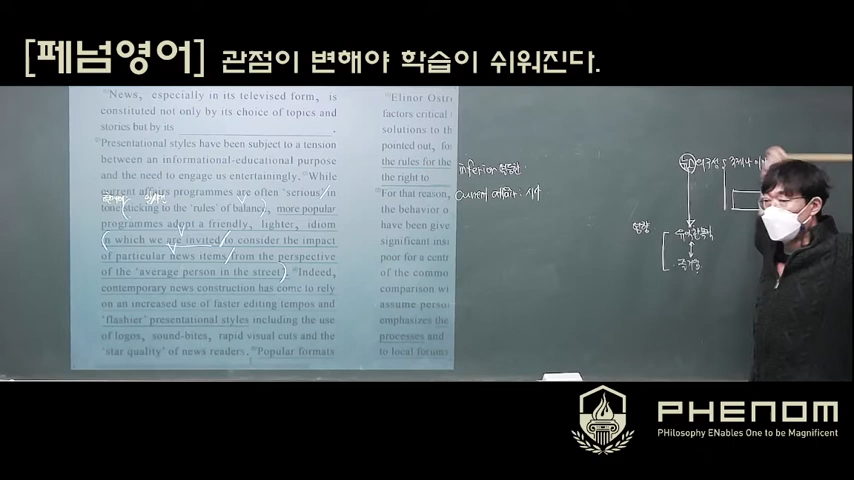 [페넘영어] 관점이 변해야 학습이 쉬워진다.
News, especially in its televised form, is
constituted not only by its choice of topics and
stories but by its
Presentational styles have been subject to a tension
between an informational-educational purpose
and the need to engage us entertainingly. While
current affairs programmes are often 'serious' in
tone sticking to the 'rules' of balance, more popular
programmes adopt a friendly, lighter, idiom
in which we are invited to consider the impact
of particular news items from the perspective
of the 'average person in the street'. Indeed,
contemporary news construction has come to rely
on an increased use of faster editing tempos and
'flashier' presentational styles including the use
of logos, sound-bites, rapid visual cuts and the
'star quality' of news readers. Popular formats
Elinor Ostr
factors critical
solutions to th
pointed out, fo
the rules for the
the right to
For that reason,
the behavior o
have been give
significant insi
poor for a centr
of the commo
comparison wi
assume person
emphasizes the
processes and
to local forums
inferior
current affair : 시사
긴장
PHENOM
PHilosophy ENables One to be Magnificent